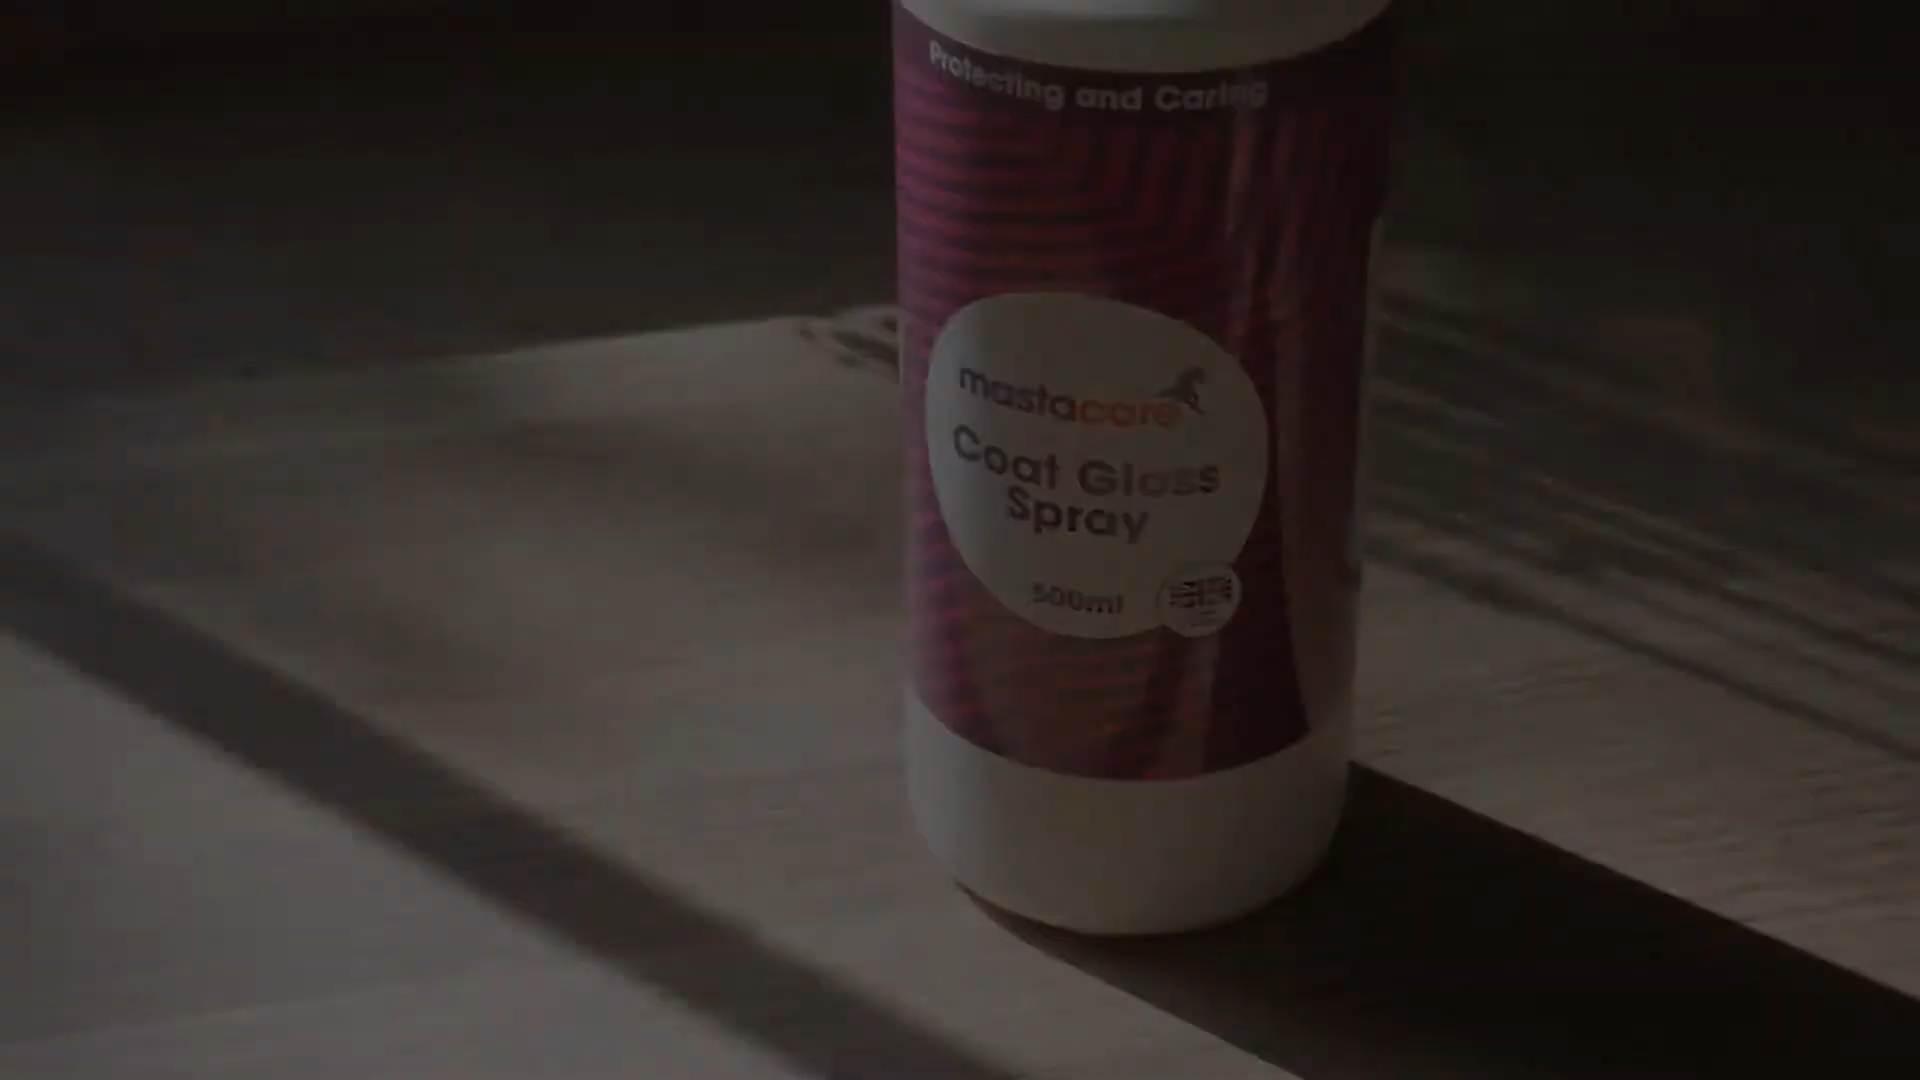 Protecting and Caring
mastacare
Coat Gloss
Spray
500ml